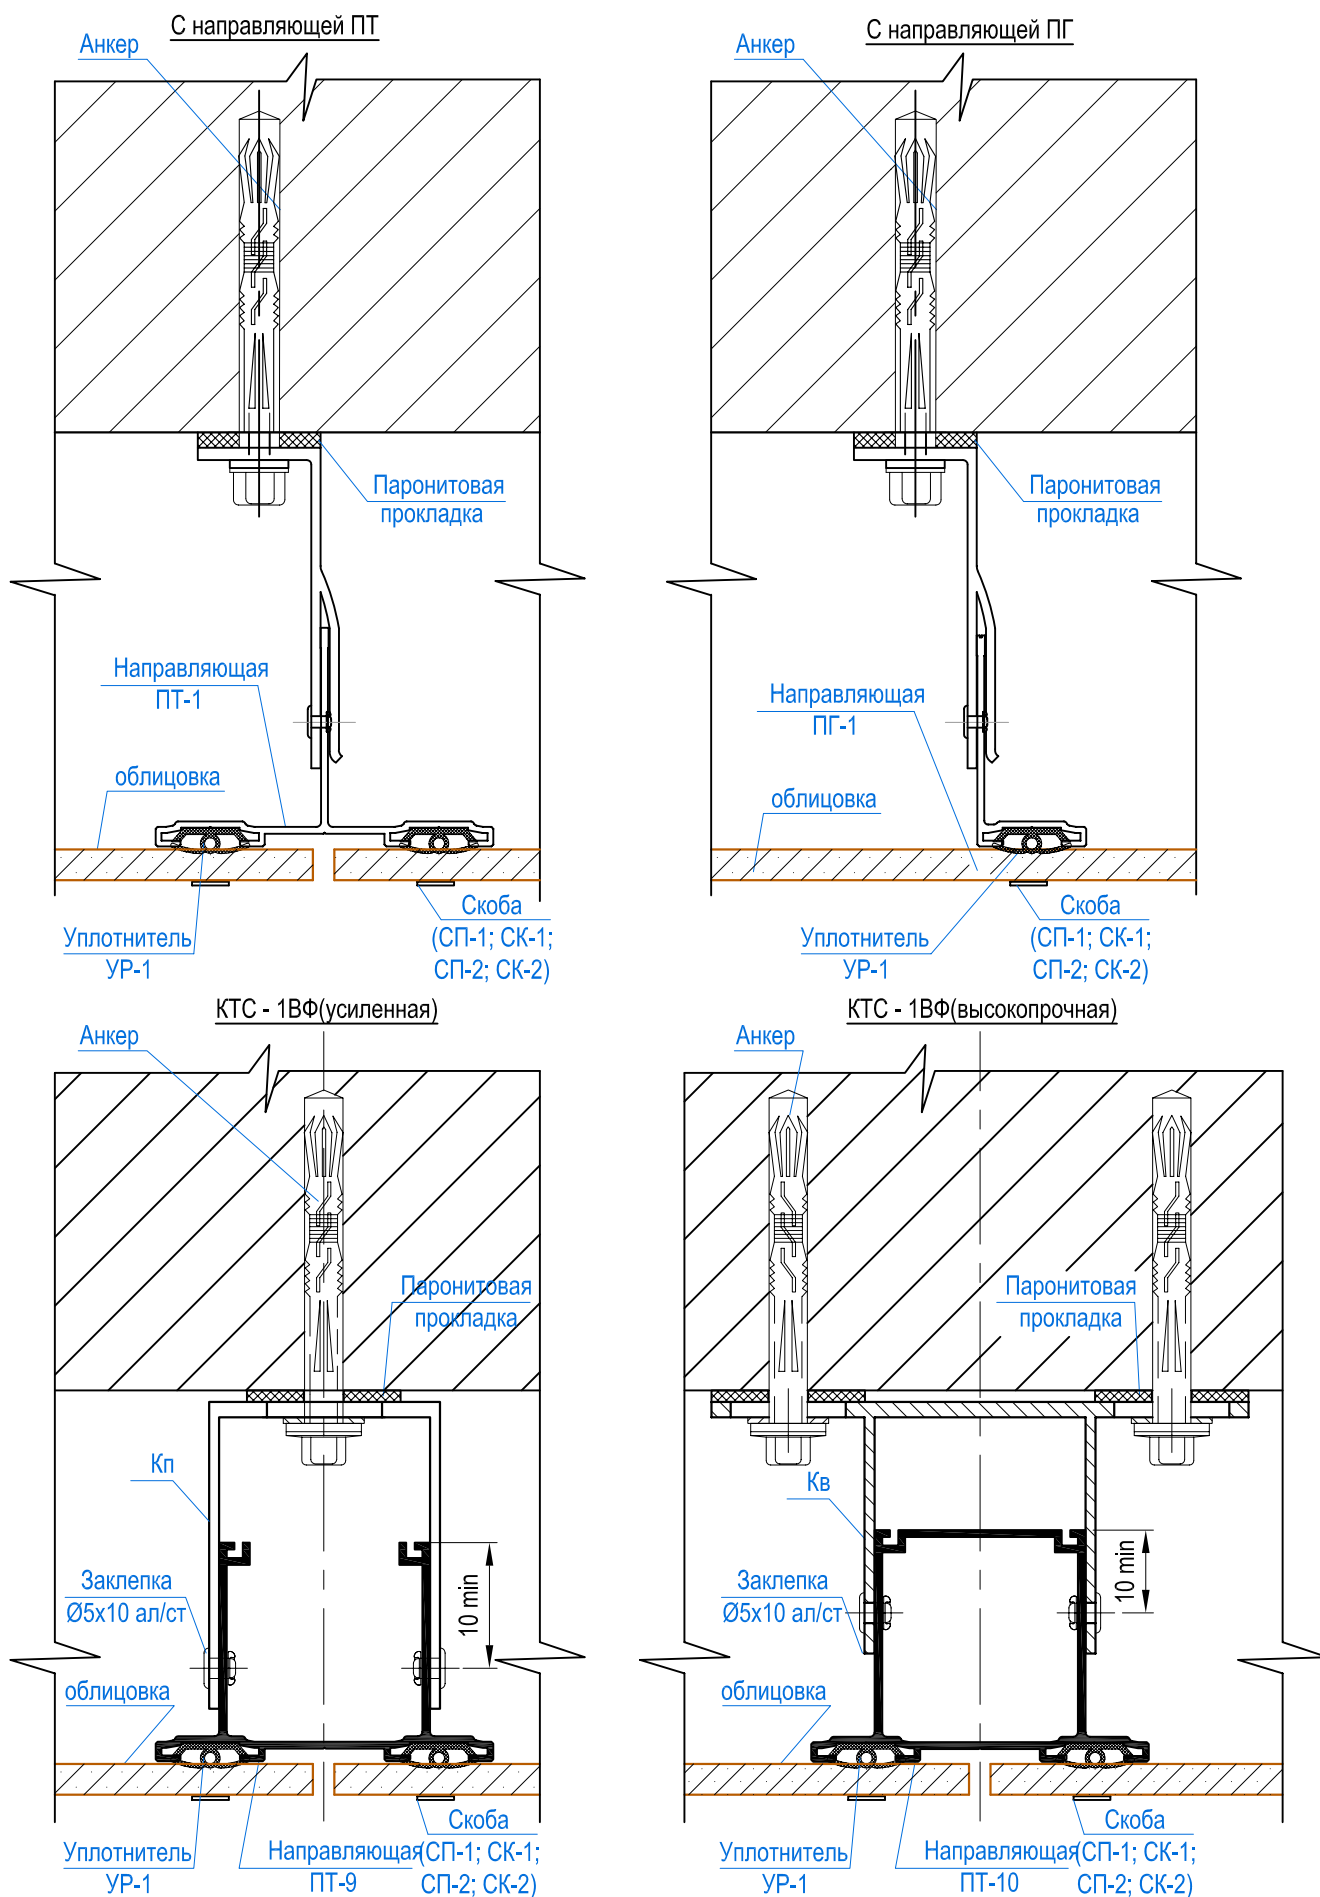 С направляющей ПТ
Анкер
Паронитовая
прокладка
Направляющая
ПТ-1
облицовка
Уплотнитель
УР-1
Скоба
(СП-1; СК-1;
СП-2; СК-2)
С направляющей ПГ
Анкер
Паронитовая
прокладка
Направляющая
ПГ-1
облицовка
Уплотнитель
УР-1
Скоба
(СП-1; СК-1;
СП-2; СК-2)
КТС - 1ВФ(усиленная)
Анкер
Паронитовая
прокладка
Кп
Заклепка
Ø5х10 ал/ст
10 min
облицовка
Уплотнитель
УР-1
Направляющая
ПТ-9
Скоба
(СП-1; СК-1;
СП-2; СК-2)
КТС - 1ВФ(высокопрочная)
Анкер
Паронитовая
прокладка
Кв
Заклепка
Ø5х10 ал/ст
10 min
облицовка
Уплотнитель
УР-1
Направляющая
ПТ-10
Скоба
(СП-1; СК-1;
СП-2; СК-2)